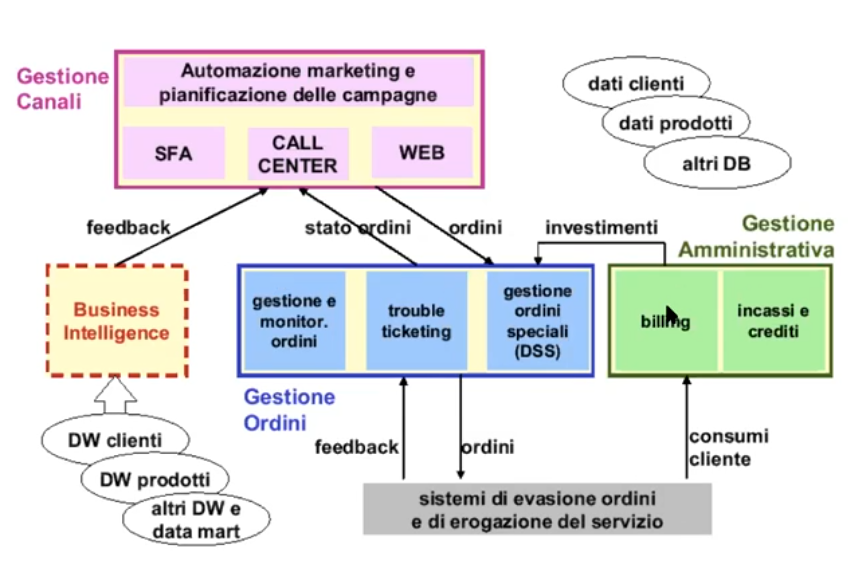 Gestione
Canali
Automazione marketing e
pianificazione delle campagne
SFA
CALL
CENTER
WEB
dati clienti
dati prodotti
altri DB
feedback
stato ordini
ordini
investimenti
Gestione
Amministrativa
Business
Intelligence
gestione e
monitor.
ordini
trouble
ticketing
gestione
ordini
speciali
(DSS)
billing
incassi e
crediti
Gestione
Ordini
DW clienti
DW prodotti
altri DW e
data mart
feedback
ordini
consumi
cliente
sistemi di evasione ordini
e di erogazione del servizio